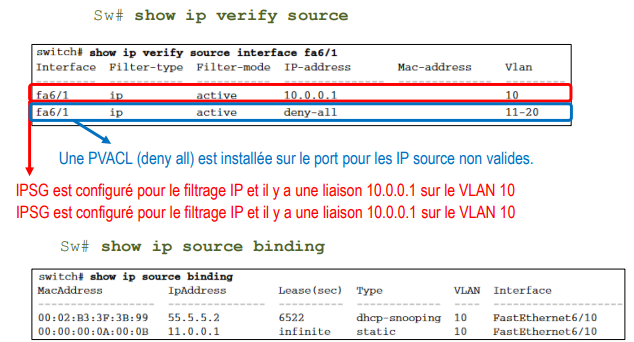 Sw# show ip verify source
switch# show ip verify source interface fa6/1
Interface Filter-type Filter-mode IP-address Mac-address Vlan
--------- ----------- ----------- ---------- ----------- ----
fa6/1 ip active 10.0.0.1 10
fa6/1 ip active deny-all 11-20
Une PVACL (deny all) est installée sur le port pour les IP source non valides.
IPSG est configuré pour le filtrage IP et il y a une liaison 10.0.0.1 sur le VLAN 10
IPSG est configuré pour le filtrage IP et il y a une liaison 10.0.0.1 sur le VLAN 10
Sw# show ip source binding
switch# show ip source binding
MacAddress IpAddress Lease(sec) Type VLAN Interface
---------- --------- ---------- ---- ---- ---------
00:02:B3:3F:3B:99 55.5.5.2 6522 dhcp-snooping 10 FastEthernet6/10
00:00:00:0A:00:0B 11.0.0.1 infinite static 10 FastEthernet6/10